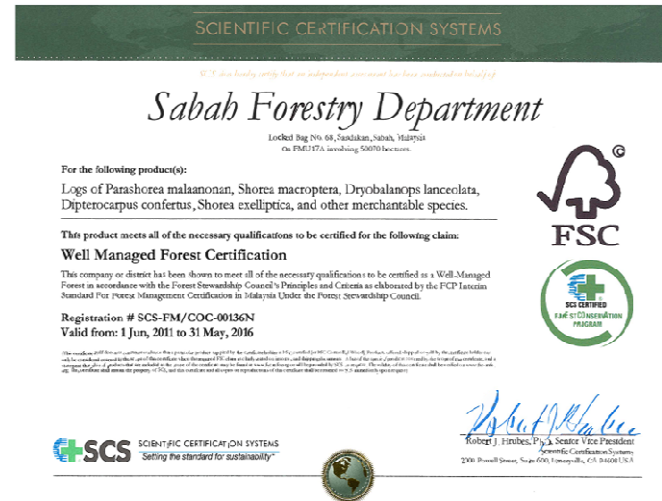 SCIENTIFIC CERTIFICATION SYSTEMS
Sabah Forestry Department
Locked Bag No. 68, Sandakan, Sabah, Malaysia
On FMU17A involving 50070 hectares.
For the following product(s):
Logs of Parashorea malaanonan, Shorea macroptera, Dryobalanops lanceolata,
Dipterocarpus confertus, Shorea exelliptica, and other merchantable species.
This product meets all of the necessary qualifications to be certified for the following claim:
Well Managed Forest Certification
This company or district has been shown to meet all of the necessary qualifications to be certified as a Well-Managed
Forest in accordance with the Forest Stewardship Council's Principles and Criteria as elaborated by the FCP Interim
Standard For Forest Management Certification in Malaysia Under the Forest Stewardship Council.
Registration # SCS-FM/COC-00136N
Valid from: 1 Jun, 2011 to 31 May, 2016
©
FSC
SCS CERTIFIED
FOREST CONSERVATION
PROGRAM
Robert J. Hrubes, Ph.D. Senior Vice President
Scientific Certification Systems
SCS
SCIENTIFIC CERTIFICATION SYSTEMS
Setting the standard for sustainability